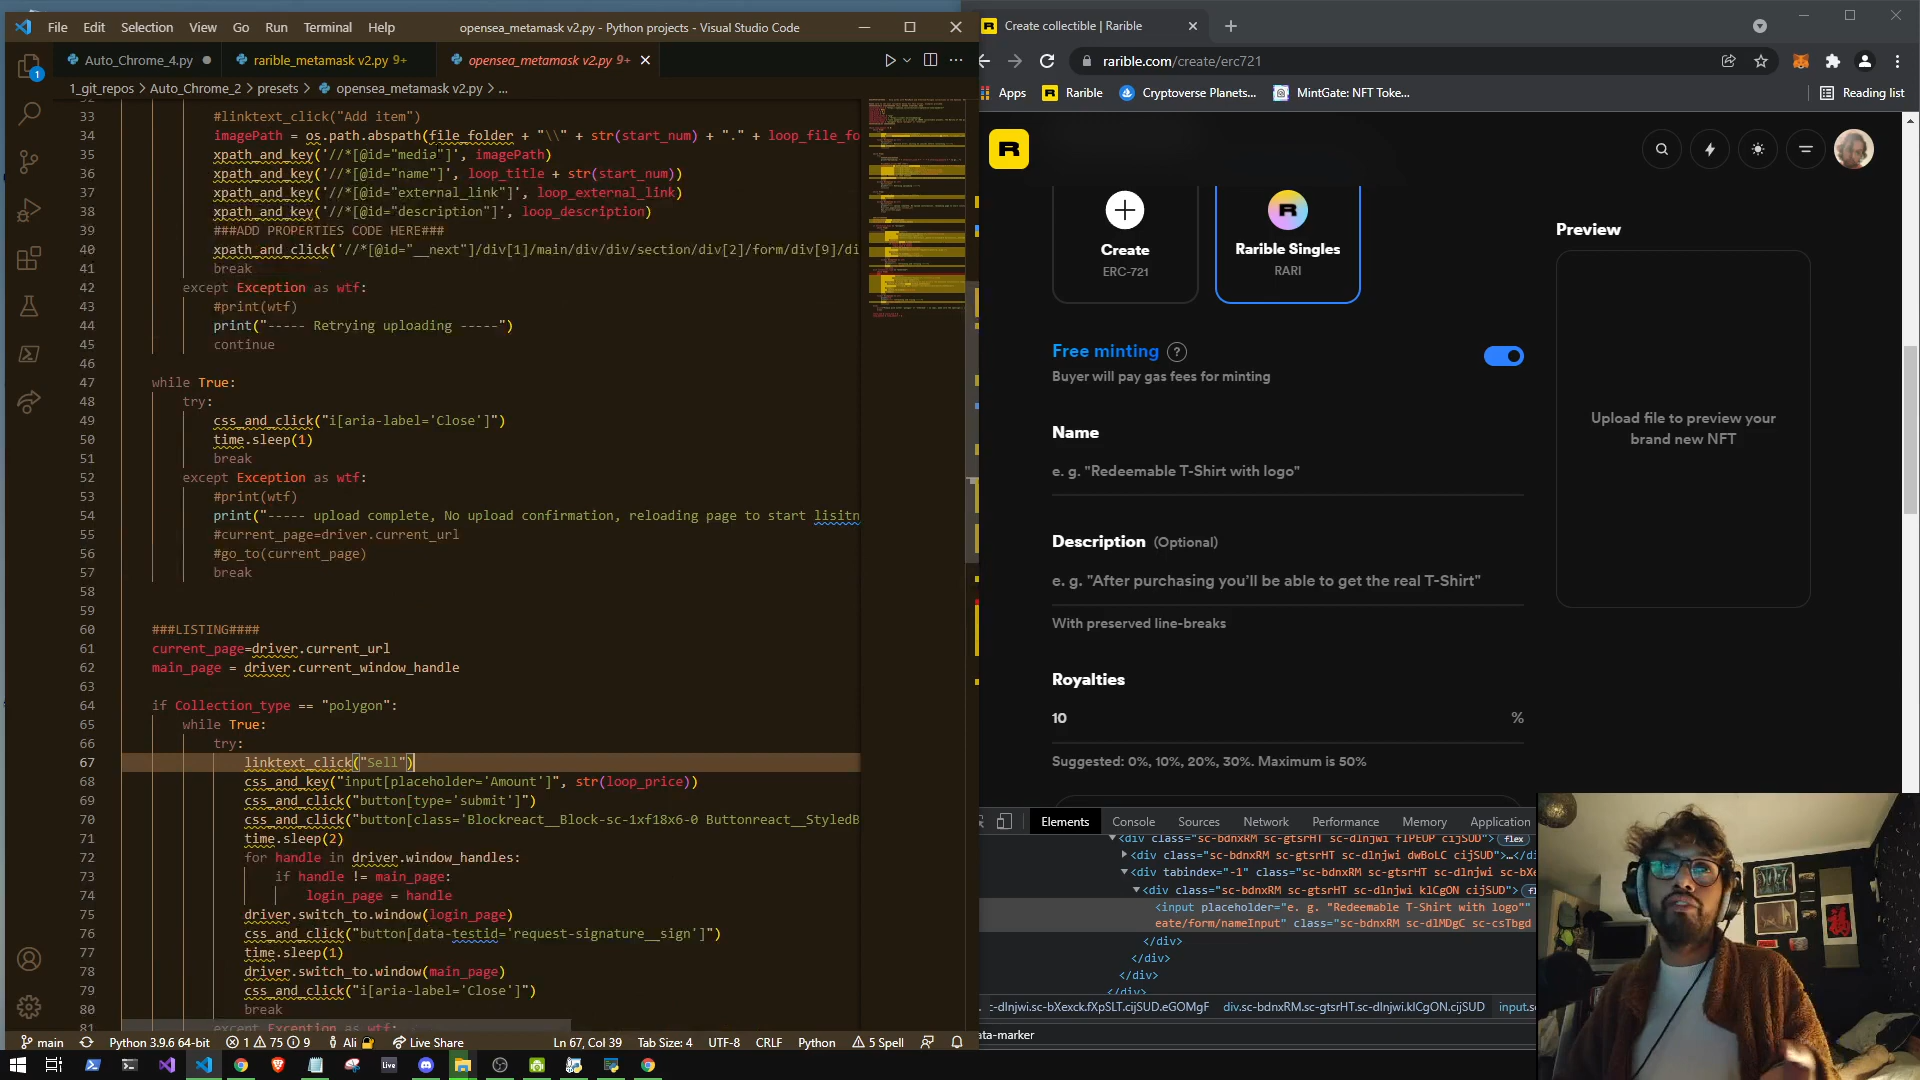 File Edit Selection View Go Run Terminal Help
opensea_metamask v2.py - Python projects - Visual Studio Code
Auto_Chrome_4.py
rarible_metamask v2.py 9+
opensea_metamask v2.py 9+
1_git_repos > Auto_Chrome_2 > presets > opensea_metamask v2.py > ...
33 #linktext_click("Add item")
34 imagePath = os.path.abspath(file_folder + "\\" + str(start_num) + "." + loop_file_fo
35 xpath_and_key('//*[@id="media"]', imagePath)
36 xpath_and_key('//*[@id="name"]', loop_title + str(start_num))
37 xpath_and_key('//*[@id="external_link"]', loop_external_link)
38 xpath_and_key('//*[@id="description"]', loop_description)
39 ###ADD PROPERTIES CODE HERE###
40 xpath_and_click('//*[@id="__next"]/div[1]/main/div/div/section/div[2]/form/div[9]/di
41 break
42 except Exception as wtf:
43 #print(wtf)
44 print("----- Retrying uploading -----")
45 continue
46
47 while True:
48 try:
49 css_and_click("i[aria-label='Close']")
50 time.sleep(1)
51 break
52 except Exception as wtf:
53 #print(wtf)
54 print("----- upload complete, No upload confirmation, reloading page to start lisitn
55 #current_page=driver.current_url
56 #go_to(current_page)
57 break
58
59
60 ###LISTING####
61 current_page=driver.current_url
62 main_page = driver.current_window_handle
63
64 if Collection_type == "polygon":
65 while True:
66 try:
67 linktext_click("Sell")
68 css_and_key("input[placeholder='Amount']", str(loop_price))
69 css_and_click("button[type='submit']")
70 css_and_click("button[class='Blockreact__Block-sc-1xf18x6-0 Buttonreact__StyledB
71 time.sleep(2)
72 for handle in driver.window_handles:
73 if handle != main_page:
74 login_page = handle
75 driver.switch_to.window(login_page)
76 css_and_click("button[data-testid='request-signature__sign']")
77 time.sleep(1)
78 driver.switch_to.window(main_page)
79 css_and_click("i[aria-label='Close']")
80 break
81 except Exception as wtf:
main
Python 3.9.6 64-bit
1 75 9
Ali
Live Share
Ln 67, Col 39
Tab Size: 4
UTF-8
CRLF
Python
5 Spell
Create collectible | Rarible
rarible.com/create/erc721
Apps
Rarible
Cryptoverse Planets...
MintGate: NFT Toke...
Reading list
R
Create
ERC-721
R
Rarible Singles
RARI
Free minting ?
Buyer will pay gas fees for minting
Name
e. g. "Redeemable T-Shirt with logo"
Description (Optional)
e. g. "After purchasing you'll be able to get the real T-Shirt"
With preserved line-breaks
Royalties
10 %
Suggested: 0%, 10%, 20%, 30%. Maximum is 50%
Preview
Upload file to preview your
brand new NFT
Elements Console Sources Network Performance Memory Application
<div class="sc-bdnxRM sc-gtsrHT sc-dlnjwi fIPEUP cijSUD"> flex
<div class="sc-bdnxRM sc-gtsrHT sc-dlnjwi dwBoLC cijSUD">…</di
<div tabindex="-1" class="sc-bdnxRM sc-gtsrHT sc-dlnjwi sc-bXe
<div class="sc-bdnxRM sc-gtsrHT sc-dlnjwi klCgON cijSUD">
<input placeholder="e. g. "Redeemable T-Shirt with logo""
eate/form/nameInput" class="sc-bdnxRM sc-dlMDgC sc-csTbgd
</div>
</div>
</div>
</div>
c-dlnjwi.sc-bXexck.fXpSLT.cijSUD.eGOMgF
div.sc-bdnxRM.sc-gtsrHT.sc-dlnjwi.klCgON.cijSUD
input.s
ata-marker
live